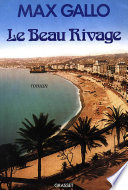 MAX GALLO
Le Beau Rivage
roman
GRASSET